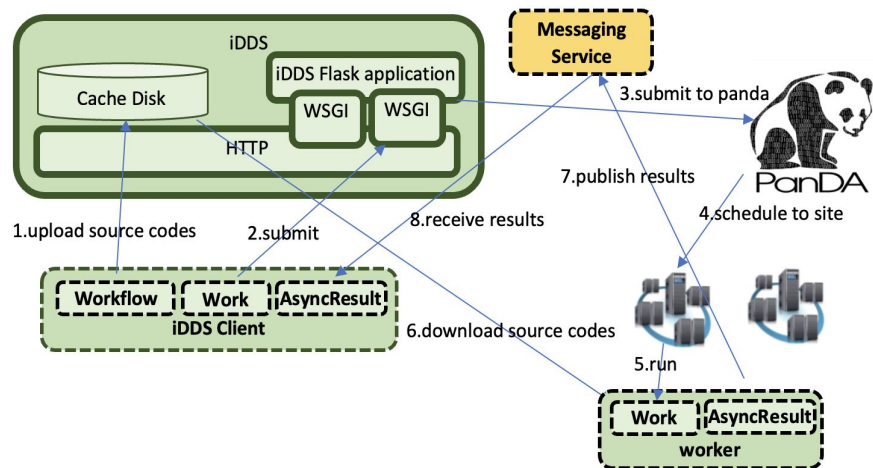 iDDS
Messaging
Service
iDDS Flask application
3.submit to panda
Cache Disk
WSGI
WSGI
HTTP
7.publish results
PanDA
1.upload source codes
2.submit
8.receive results
4.schedule to site
Workflow
Work
AsyncResult
iDDS Client
6.download source codes
5.run
Work
AsyncResult
worker